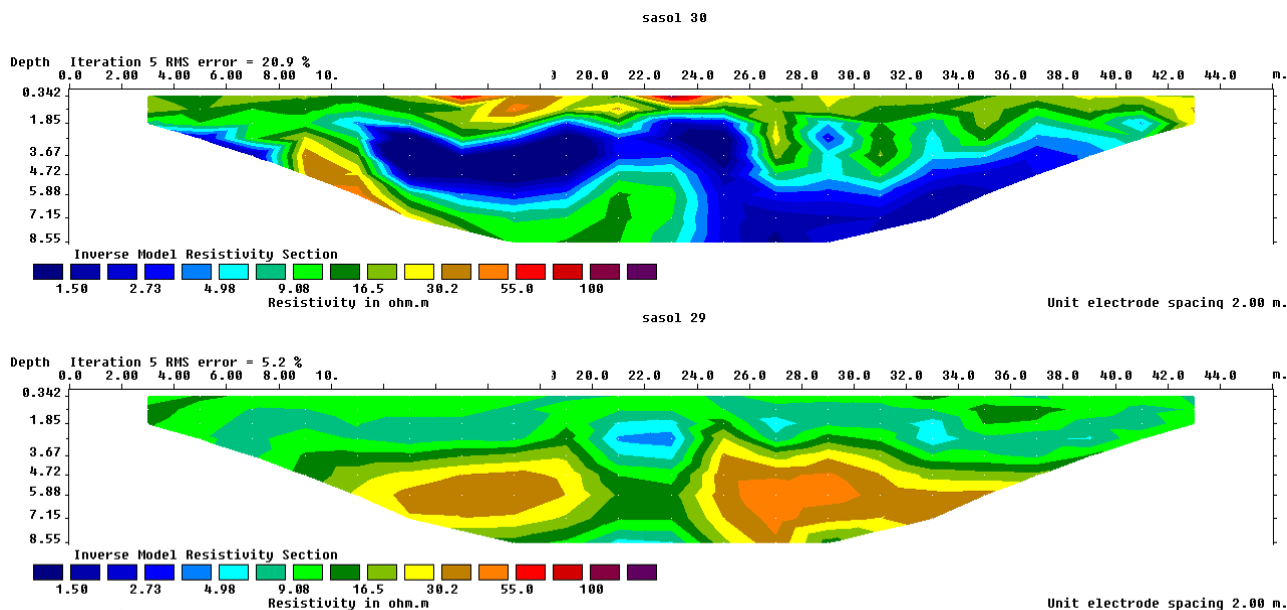 sasol 30
Depth Iteration 5 RMS error = 20.9 %
0.0 2.00 4.00 6.00 8.00 10. 20.0 22.0 24.0 26.0 28.0 30.0 32.0 34.0 36.0 38.0 40.0 42.0 44.0 m.
0.342
1.85
3.67
4.72
5.88
7.15
8.55
Inverse Model Resistivity Section
1.50 2.73 4.98 9.08 16.5 30.2 55.0 100
Resistivity in ohm.m
Unit electrode spacing 2.00 m.
sasol 29
Depth Iteration 5 RMS error = 5.2 %
0.0 2.00 4.00 6.00 8.00 10. 20.0 22.0 24.0 26.0 28.0 30.0 32.0 34.0 36.0 38.0 40.0 42.0 44.0 m.
0.342
1.85
3.67
4.72
5.88
7.15
8.55
Inverse Model Resistivity Section
1.50 2.73 4.98 9.08 16.5 30.2 55.0 100
Resistivity in ohm.m
Unit electrode spacing 2.00 m.